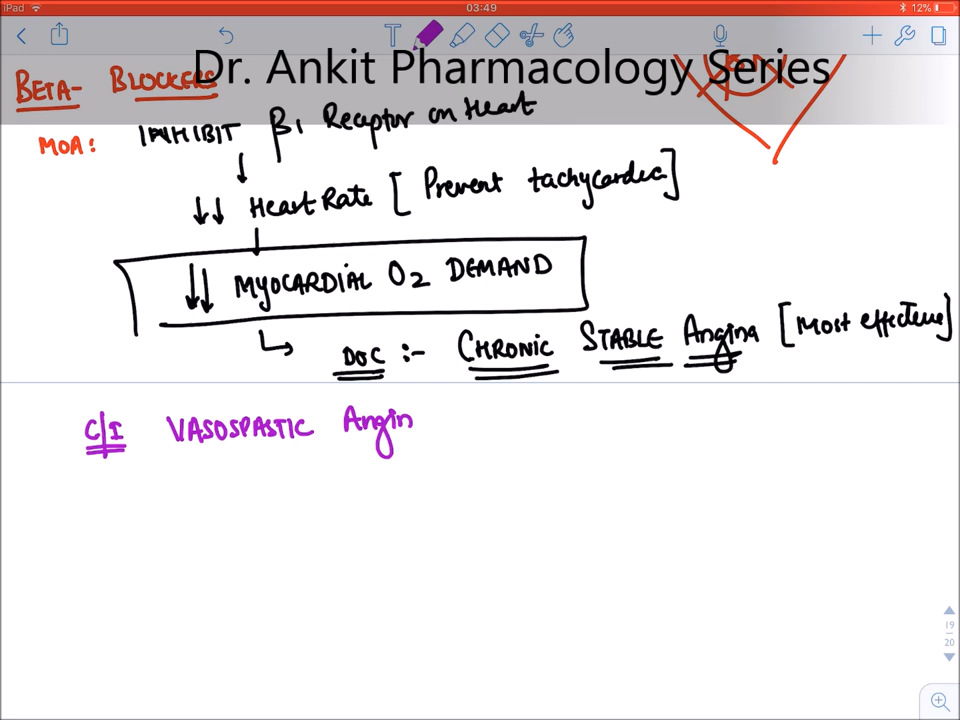 iPad 03:49 12%
T
Dr. Ankit Pharmacology Series
BETA- BLOCKERS
MOA: INHIBIT β1 Receptor on Heart
↓
↓↓ Heart Rate [Prevent tachycardea]
↓
↓↓ MYOCARDIAL O2 DEMAND
↳ DOC :- CHRONIC STABLE Angina [Most effective]
C/I VASOSPASTIC Angin
19
20